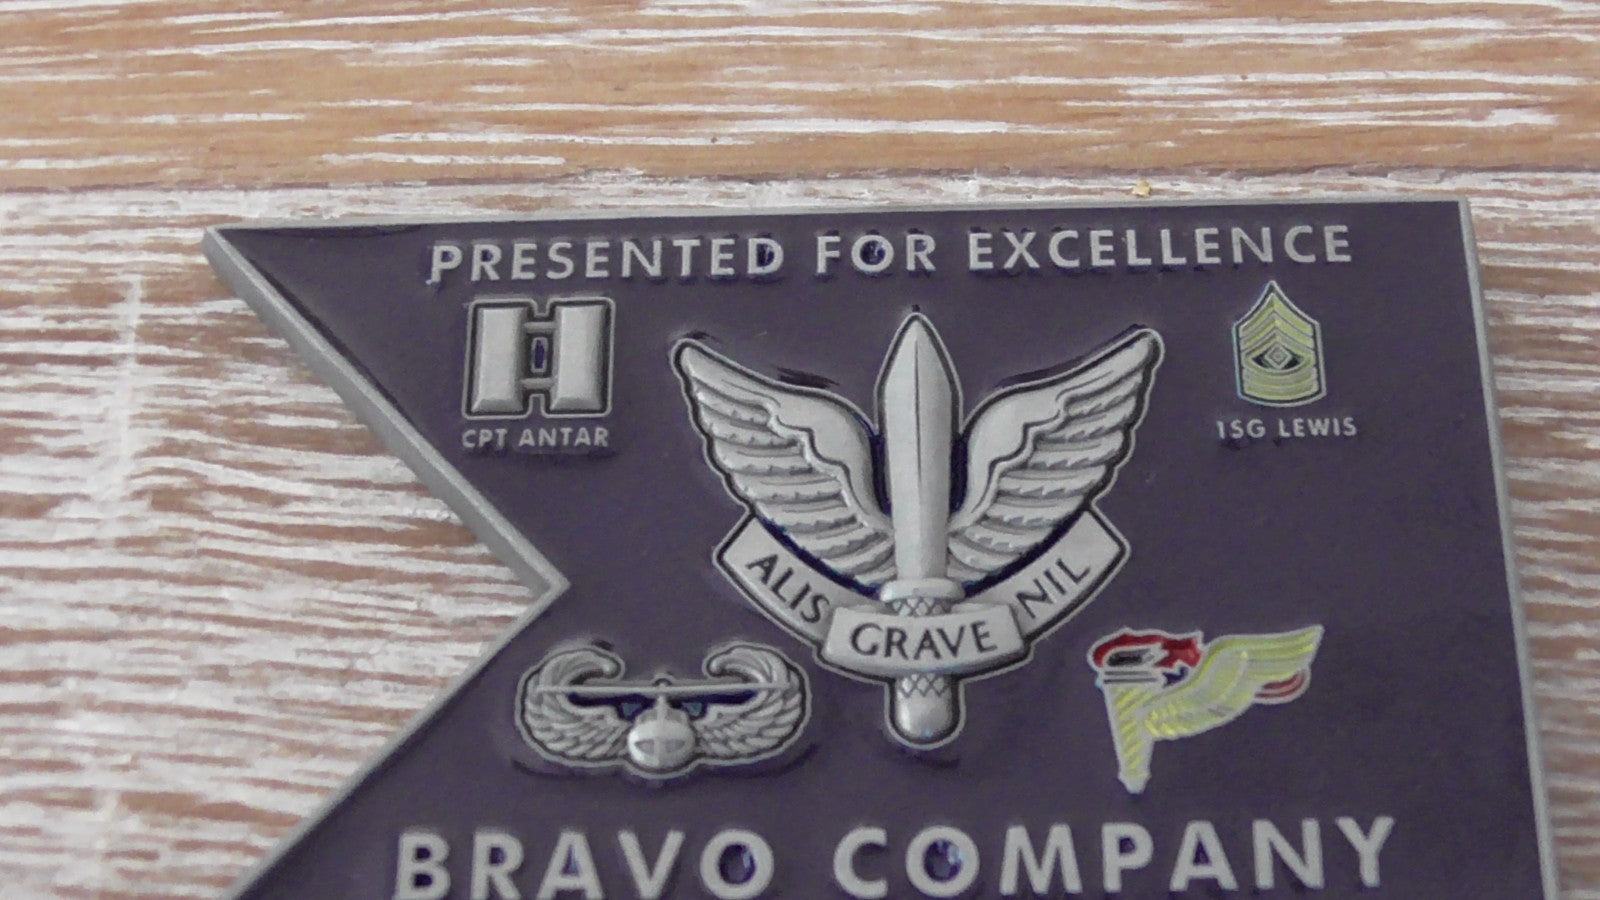 PRESENTED FOR EXCELLENCE
CPT ANTAR
1SG LEWIS
ALIS GRAVE NIL
BRAVO COMPANY